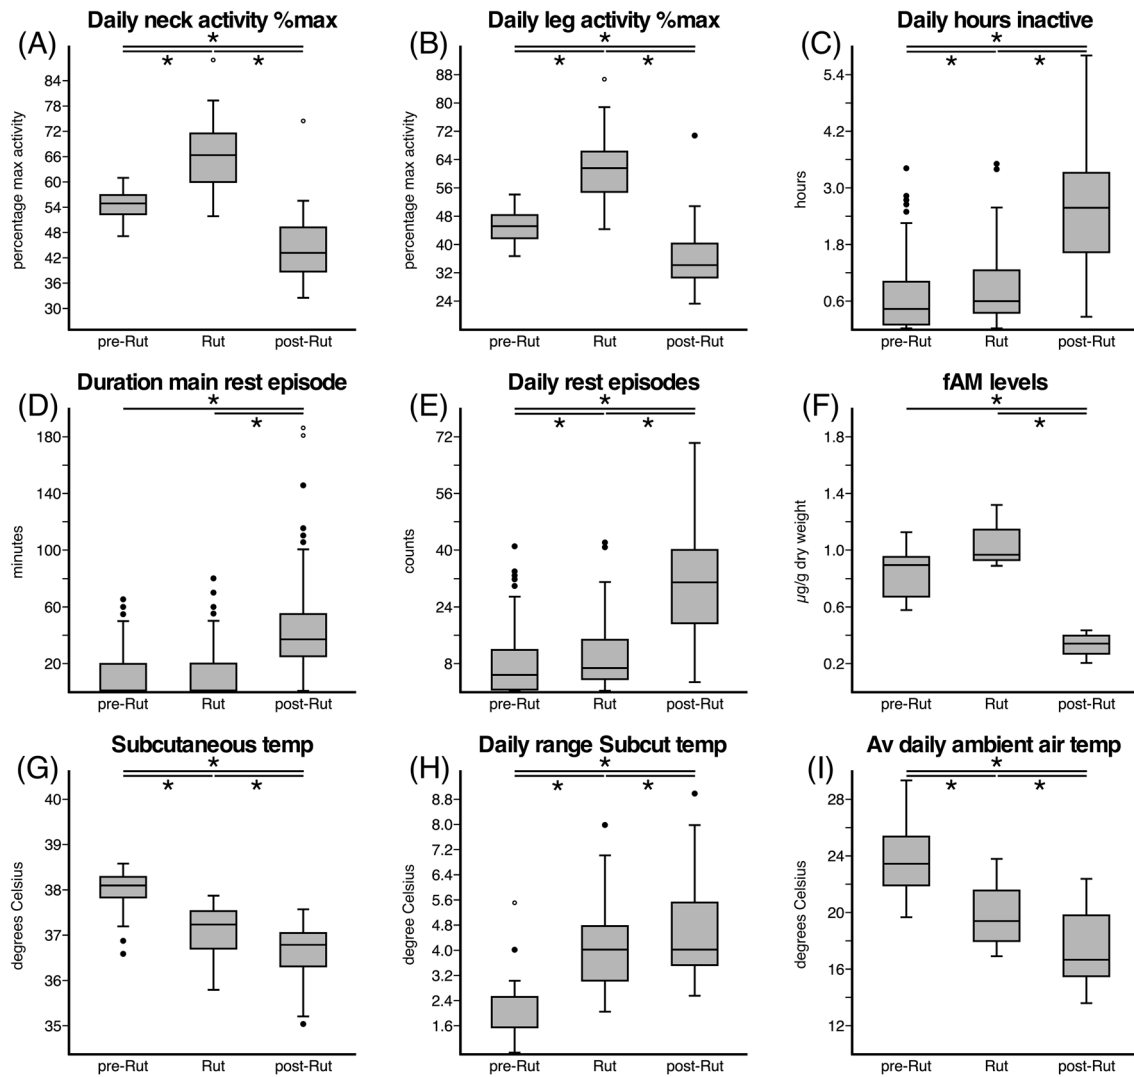 Daily neck activity %max
(A)
*
* *
percentage max activity
84
78
72
66
60
54
48
42
36
30
pre-Rut Rut post-Rut
Daily leg activity %max
(B)
*
* *
percentage max activity
88
80
72
64
56
48
40
32
24
pre-Rut Rut post-Rut
Daily hours inactive
(C)
*
* *
hours
5.4
4.2
3.0
1.8
0.6
pre-Rut Rut post-Rut
Duration main rest episode
(D)
*
*
minutes
180
140
100
60
20
pre-Rut Rut post-Rut
Daily rest episodes
(E)
*
* *
counts
72
56
40
24
8
pre-Rut Rut post-Rut
fAM levels
(F)
*
*
µg/g dry weight
1.8
1.4
1.0
0.6
0.2
pre-Rut Rut post-Rut
Subcutaneous temp
(G)
*
* *
degrees Celsius
40
39
38
37
36
35
pre-Rut Rut post-Rut
Daily range Subcut temp
(H)
*
* *
degree Celsius
8.8
8.0
7.2
6.4
5.6
4.8
4.0
3.2
2.4
1.6
pre-Rut Rut post-Rut
Av daily ambient air temp
(I)
*
* *
degrees Celsius
28
24
20
16
12
pre-Rut Rut post-Rut